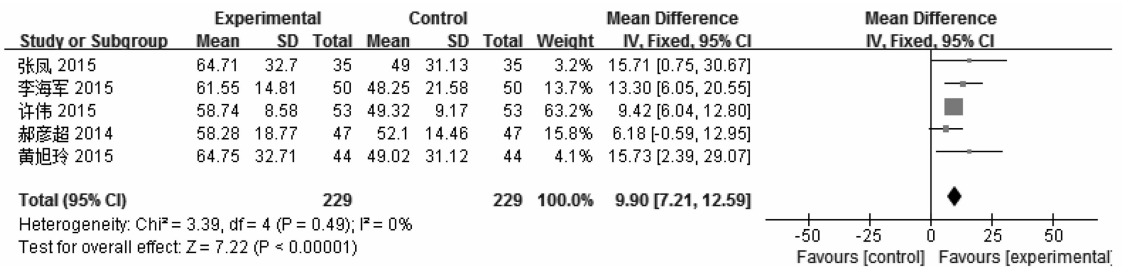 Experimental Control Mean Difference Mean Difference
Study or Subgroup Mean SD Total Mean SD Total Weight IV, Fixed, 95% CI IV, Fixed, 95% CI
张凤 2015 64.71 32.7 35 49 31.13 35 3.2% 15.71 [0.75, 30.67]
李海军 2015 61.55 14.81 50 48.25 21.58 50 13.7% 13.30 [6.05, 20.55]
许伟 2015 58.74 8.58 53 49.32 9.17 53 63.2% 9.42 [6.04, 12.80]
郝彦超 2014 58.28 18.77 47 52.1 14.46 47 15.8% 6.18 [-0.59, 12.95]
黄旭玲 2015 64.75 32.71 44 49.02 31.12 44 4.1% 15.73 [2.39, 29.07]
Total (95% CI) 229 229 100.0% 9.90 [7.21, 12.59]
Heterogeneity: Chi² = 3.39, df = 4 (P = 0.49); I² = 0%
Test for overall effect: Z = 7.22 (P < 0.00001)
-50 -25 0 25 50
Favours [control] Favours [experimental]